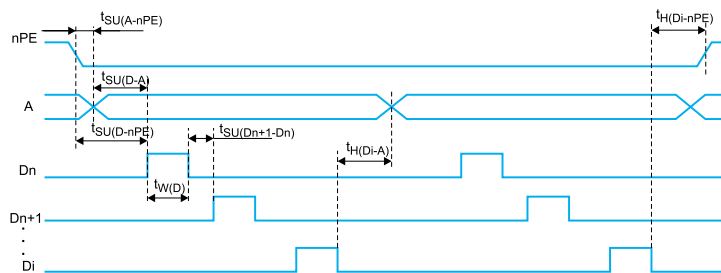 tSU(A-nPE)
tH(Di-nPE)
nPE
tSU(D-A)
A
tSU(D-nPE)
tSU(Dn+1-Dn)
tH(Di-A)
Dn
tW(D)
Dn+1
Di